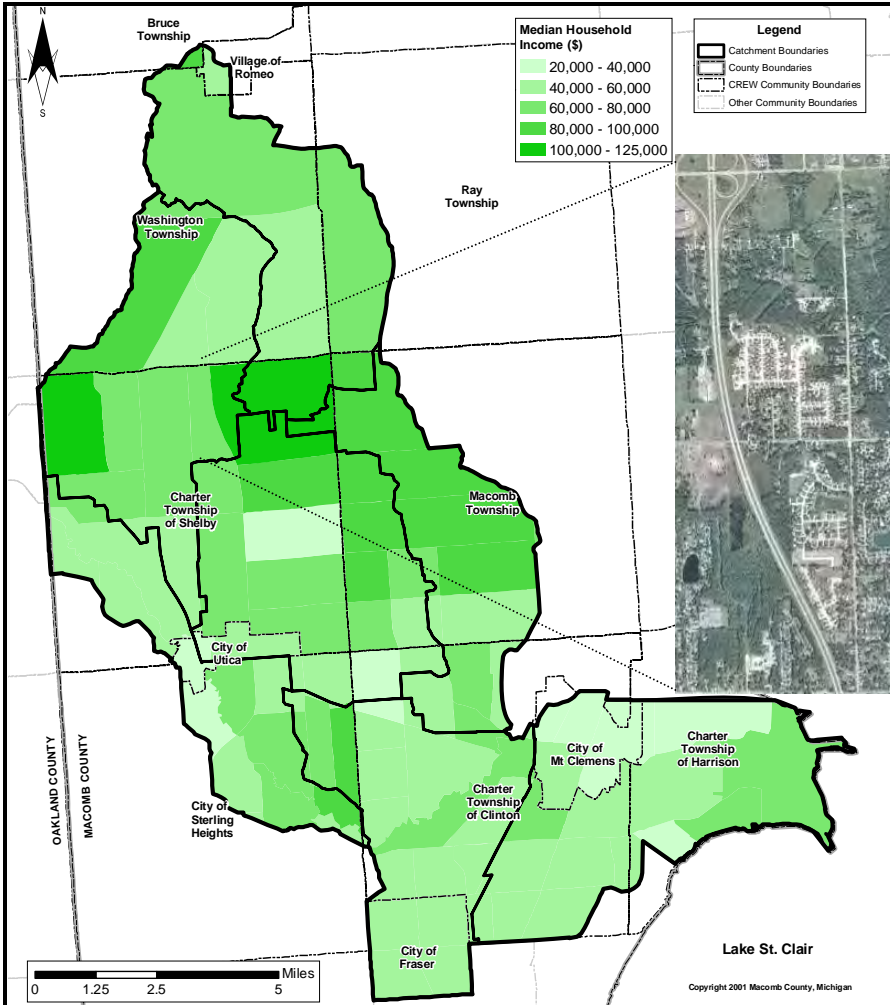 Bruce
Township
N
S
Village of
Romeo
Median Household
Income ($)
20,000 - 40,000
40,000 - 60,000
60,000 - 80,000
80,000 - 100,000
100,000 - 125,000
Legend
Catchment Boundaries
County Boundaries
CREW Community Boundaries
Other Community Boundaries
Ray
Township
Washington
Township
Charter
Township
of Shelby
Macomb
Township
City of
Utica
City of
Mt Clemens
Charter
Township
of Harrison
Charter
Township
of Clinton
City of
Sterling
Heights
OAKLAND COUNTY
MACOMB COUNTY
City of
Fraser
Lake St. Clair
Miles
0 1.25 2.5 5
Copyright 2001 Macomb County, Michigan